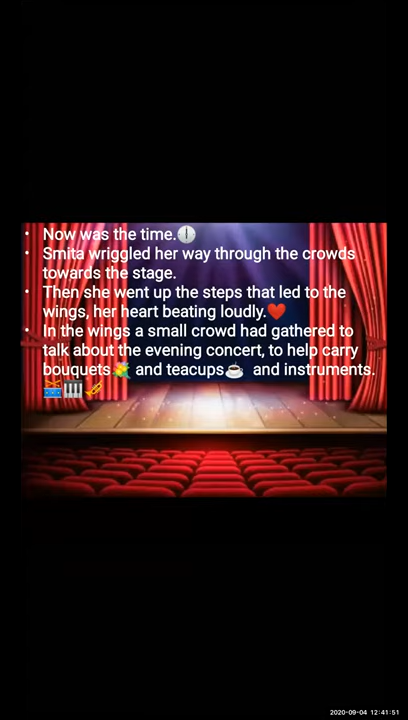 • Now was the time.🕛
• Smita wriggled her way through the crowds
towards the stage.
• Then she went up the steps that led to the
wings, her heart beating loudly.❤️
• In the wings a small crowd had gathered to
talk about the evening concert, to help carry
bouquets💐 and teacups☕ and instruments.
🥁🎹🎺
2020-09-04 12:41:51